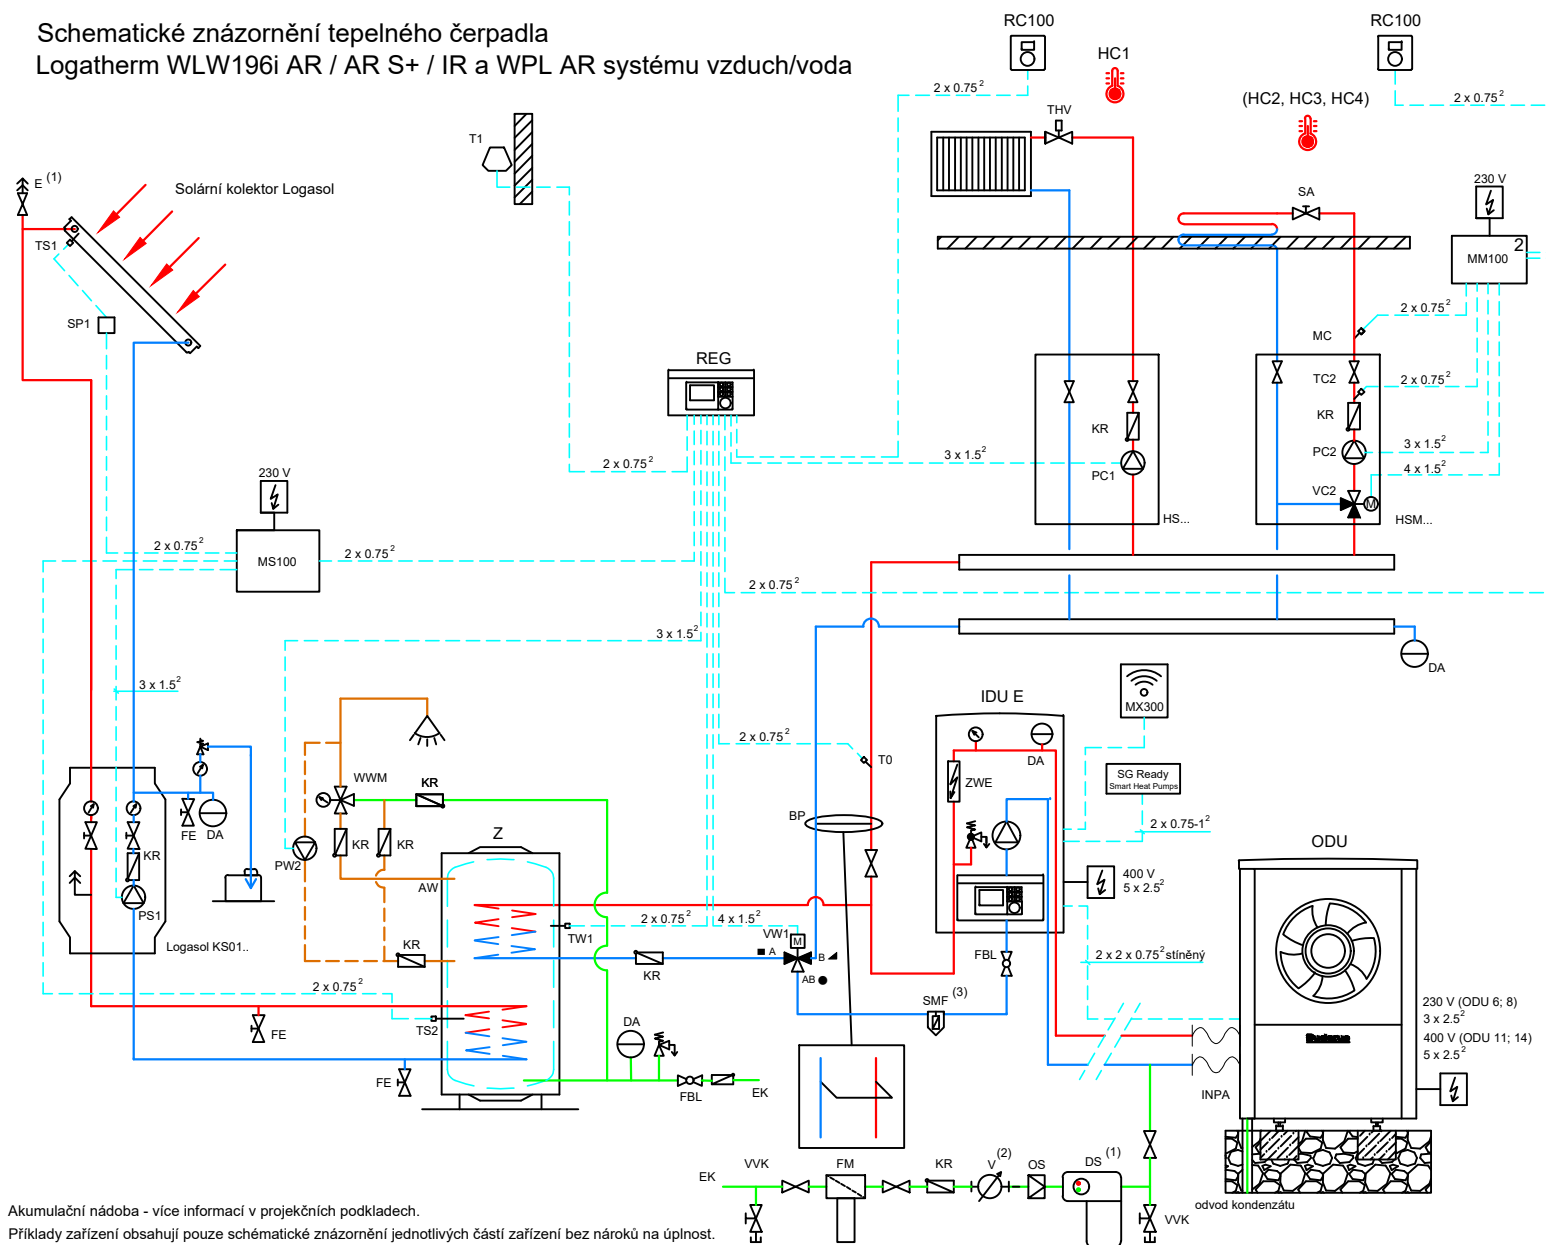 Schematické znázornění tepelného čerpadla
Logatherm WLW196i AR / AR S+ / IR a WPL AR systému vzduch/voda
RC100
RC100
HC1
2 x 0.75²
THV
(HC2, HC3, HC4)
2 x 0.75²
T1
E (1)
Solární kolektor Logasol
SA
230 V
TS1
2
MM100
SP1
2 x 0.75²
MC
REG
TC2
2 x 0.75²
KR
KR
PC2
3 x 1.5²
2 x 0.75²
3 x 1.5²
PC1
4 x 1.5²
230 V
VC2
M
HS...
HSM...
2 x 0.75²
MS100
2 x 0.75²
2 x 0.75²
3 x 1.5²
DA
3 x 1.5²
IDU E
MX300
2 x 0.75²
T0
DA
WWM
KR
ZWE
SG Ready
Smart Heat Pumps
BP
2 x 0.75-1²
FE
DA
Z
KR
KR
KR
PW2
ODU
AW
400 V
5 x 2.5²
PS1
2 x 0.75²
4 x 1.5²
TW1
VW1
M
Logasol KS01..
KR
A
B
KR
FBL
2 x 2 x 0.75² stíněný
AB
2 x 0.75²
SMF (3)
230 V (ODU 6; 8)
3 x 2.5²
TS2
DA
FE
Buderus
400 V (ODU 11; 14)
5 x 2.5²
FE
FBL
EK
INPA
EK
VVK
FM
KR
V (2)
OS
DS (1)
VVK
odvod kondenzátu
Akumulační nádoba - více informací v projekčních podkladech.
Příklady zařízení obsahují pouze schématické znázornění jednotlivých částí zařízení bez nároků na úplnost.